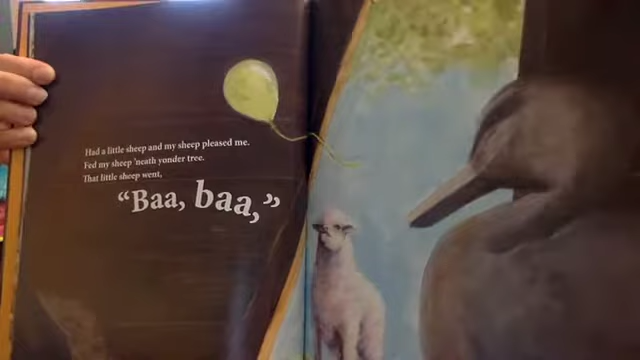 Had a little sheep and my sheep pleased me.
Fed my sheep 'neath yonder tree.
That little sheep went,
“Baa, baa,”